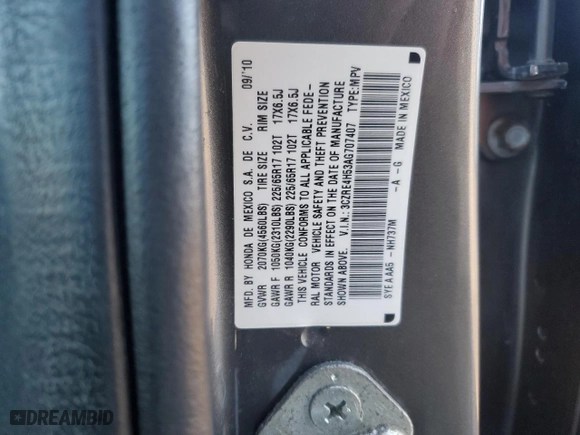 MFD. BY HONDA DE MEXICO S.A. DE C.V. 09/'10
GVWR 2070KG(4560LBS) TIRE SIZE RIM SIZE
GAWR F 1050KG(2310LBS) 225/65R17 102T 17X6.5J
GAWR R 1040KG(2290LBS) 225/65R17 102T 17X6.5J
THIS VEHICLE CONFORMS TO ALL APPLICABLE FEDE-
RAL MOTOR VEHICLE SAFETY AND THEFT PREVENTION
STANDARDS IN EFFECT ON THE DATE OF MANUFACTURE
SHOWN ABOVE. V.I.N.: 3CZRE4H53AG707407 TYPE:MPV
SYEAAA5 - NH737M -A -G MADE IN MEXICO
DREAMBID